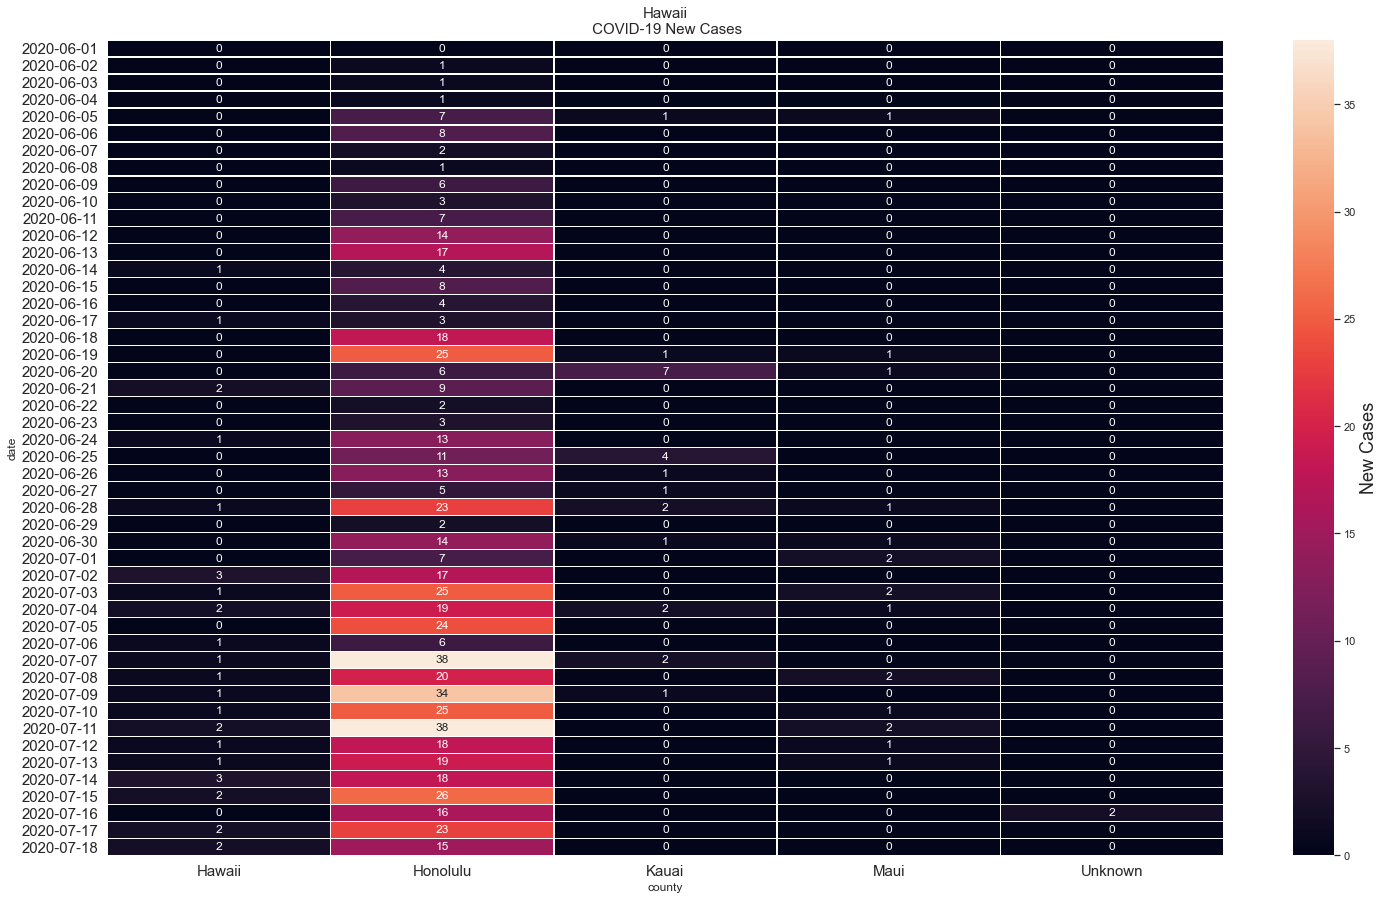 Hawaii
COVID-19 New Cases
2020-06-01 0 0 0 0 0
2020-06-02 0 1 0 0 0
2020-06-03 0 1 0 0 0
2020-06-04 0 1 0 0 0
2020-06-05 0 7 1 1 0
2020-06-06 0 8 0 0 0
2020-06-07 0 2 0 0 0
2020-06-08 0 1 0 0 0
2020-06-09 0 6 0 0 0
2020-06-10 0 3 0 0 0
2020-06-11 0 7 0 0 0
2020-06-12 0 14 0 0 0
2020-06-13 0 17 0 0 0
2020-06-14 1 4 0 0 0
2020-06-15 0 8 0 0 0
2020-06-16 0 4 0 0 0
2020-06-17 1 3 0 0 0
2020-06-18 0 18 0 0 0
2020-06-19 0 25 1 1 0
2020-06-20 0 6 7 1 0
2020-06-21 2 9 0 0 0
2020-06-22 0 2 0 0 0
2020-06-23 0 3 0 0 0
2020-06-24 1 13 0 0 0
2020-06-25 0 11 4 0 0
2020-06-26 0 13 1 0 0
2020-06-27 0 5 1 0 0
2020-06-28 1 23 2 1 0
2020-06-29 0 2 0 0 0
2020-06-30 0 14 1 1 0
2020-07-01 0 7 0 2 0
2020-07-02 3 17 0 0 0
2020-07-03 1 25 0 2 0
2020-07-04 2 19 2 1 0
2020-07-05 0 24 0 0 0
2020-07-06 1 6 0 0 0
2020-07-07 1 38 2 0 0
2020-07-08 1 20 0 2 0
2020-07-09 1 34 1 0 0
2020-07-10 1 25 0 1 0
2020-07-11 2 38 0 2 0
2020-07-12 1 18 0 1 0
2020-07-13 1 19 0 1 0
2020-07-14 3 18 0 0 0
2020-07-15 2 26 0 0 0
2020-07-16 0 16 0 0 2
2020-07-17 2 23 0 0 0
2020-07-18 2 15 0 0 0
Hawaii Honolulu Kauai Maui Unknown
county
date
35
30
25
20
15
10
5
0
New Cases